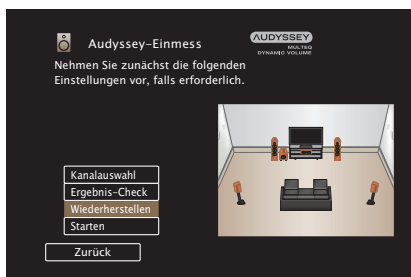 Audyssey-Einmess
AUDYSSEY
MULTEQ
DYNAMIC VOLUME
Nehmen Sie zunächst die folgenden
Einstellungen vor, falls erforderlich.
Kanalauswahl
Ergebnis-Check
Wiederherstellen
Starten
Zurück